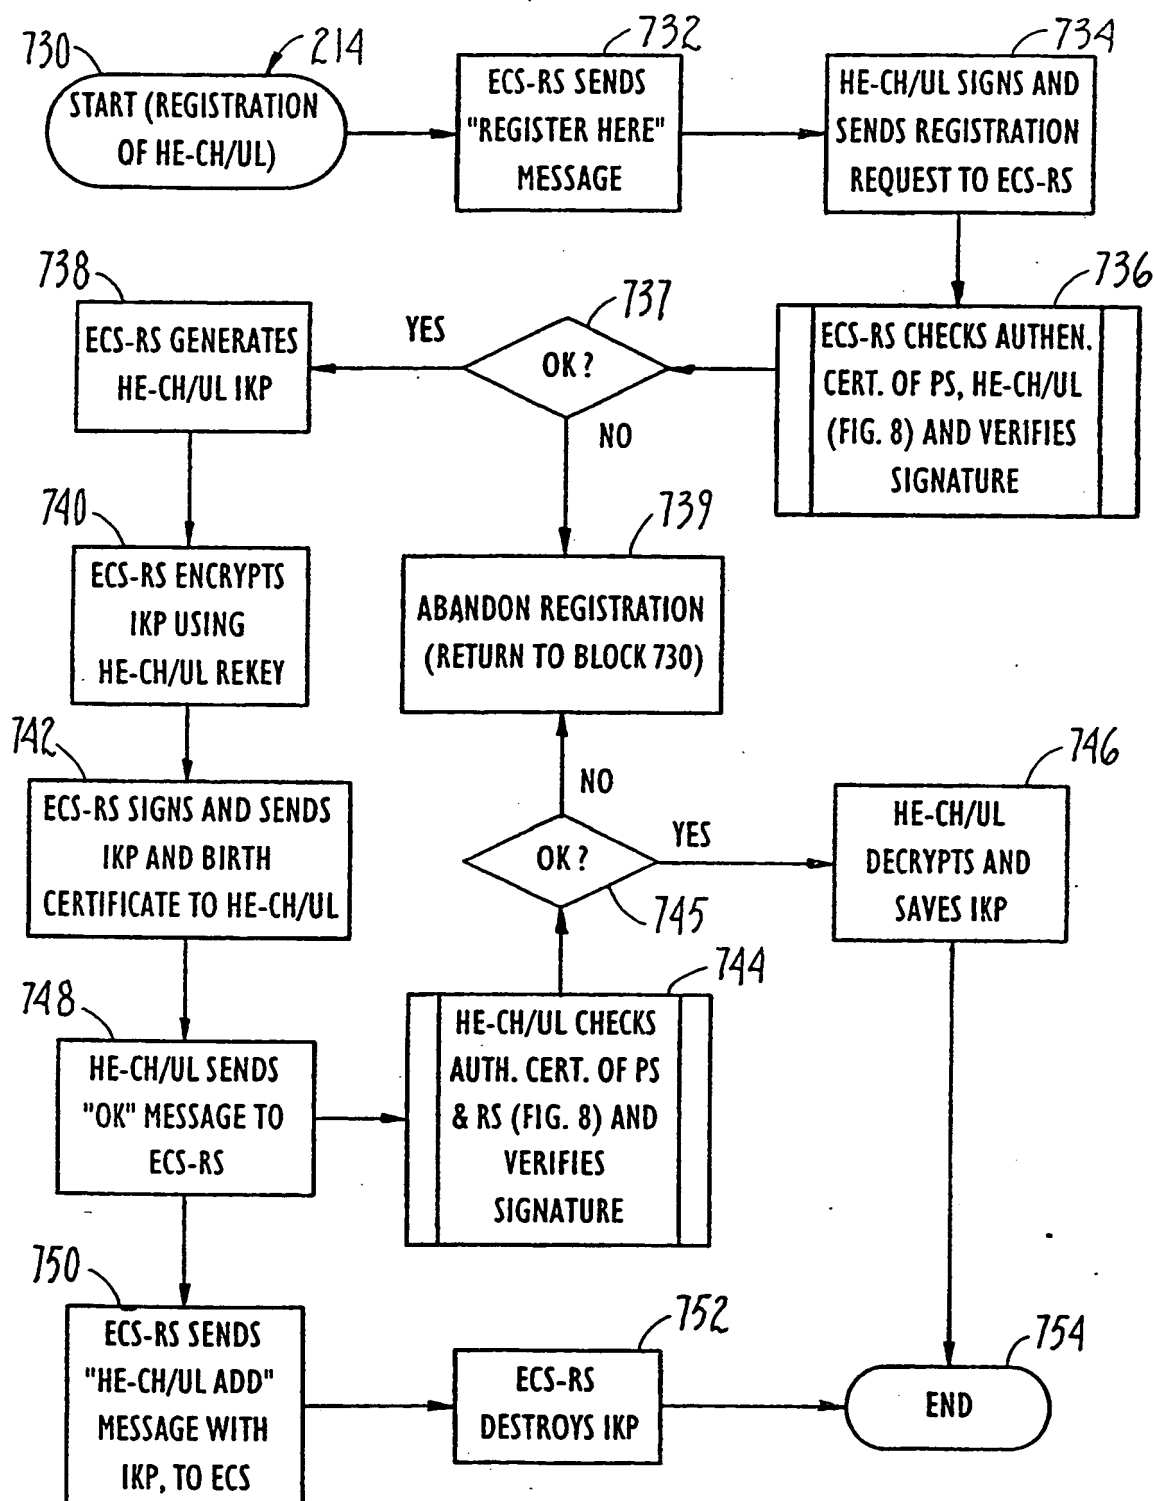 730
214
START (REGISTRATION
OF HE-CH/UL)
732
ECS-RS SENDS
"REGISTER HERE"
MESSAGE
734
HE-CH/UL SIGNS AND
SENDS REGISTRATION
REQUEST TO ECS-RS
736
ECS-RS CHECKS AUTHEN.
CERT. OF PS, HE-CH/UL
(FIG. 8) AND VERIFIES
SIGNATURE
737
OK?
YES
NO
738
ECS-RS GENERATES
HE-CH/UL IKP
739
ABANDON REGISTRATION
(RETURN TO BLOCK 730)
740
ECS-RS ENCRYPTS
IKP USING
HE-CH/UL REKEY
742
ECS-RS SIGNS AND SENDS
IKP AND BIRTH
CERTIFICATE TO HE-CH/UL
748
HE-CH/UL SENDS
"OK" MESSAGE TO
ECS-RS
744
HE-CH/UL CHECKS
AUTH. CERT. OF PS
& RS (FIG. 8) AND
VERIFIES
SIGNATURE
NO
OK?
YES
745
746
HE-CH/UL
DECRYPTS AND
SAVES IKP
750
ECS-RS SENDS
"HE-CH/UL ADD"
MESSAGE WITH
IKP, TO ECS
752
ECS-RS
DESTROYS IKP
754
END